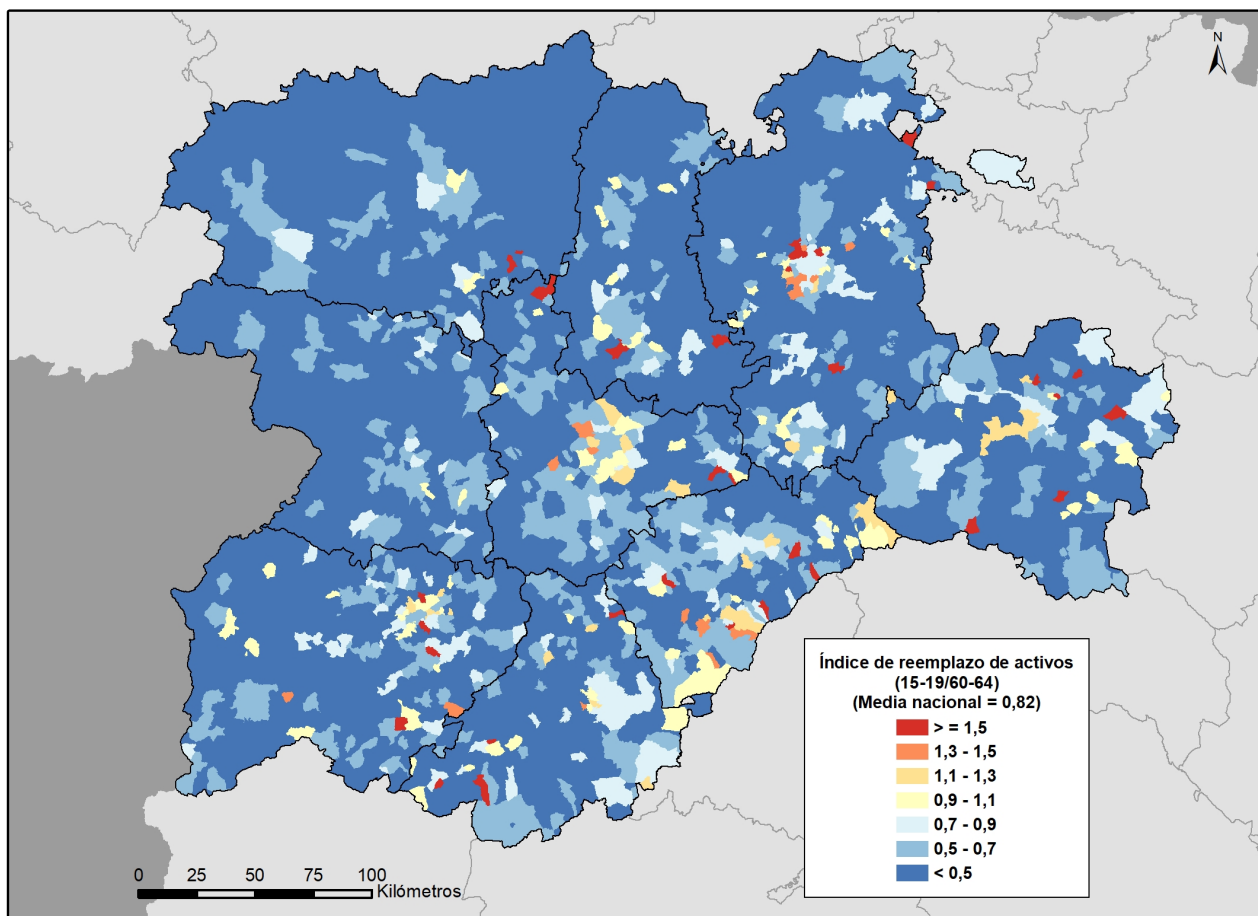 N
Índice de reemplazo de activos
(15-19/60-64)
(Media nacional = 0,82)
> = 1,5
1,3 - 1,5
1,1 - 1,3
0,9 - 1,1
0,7 - 0,9
0,5 - 0,7
< 0,5
0 25 50 75 100
Kilómetros